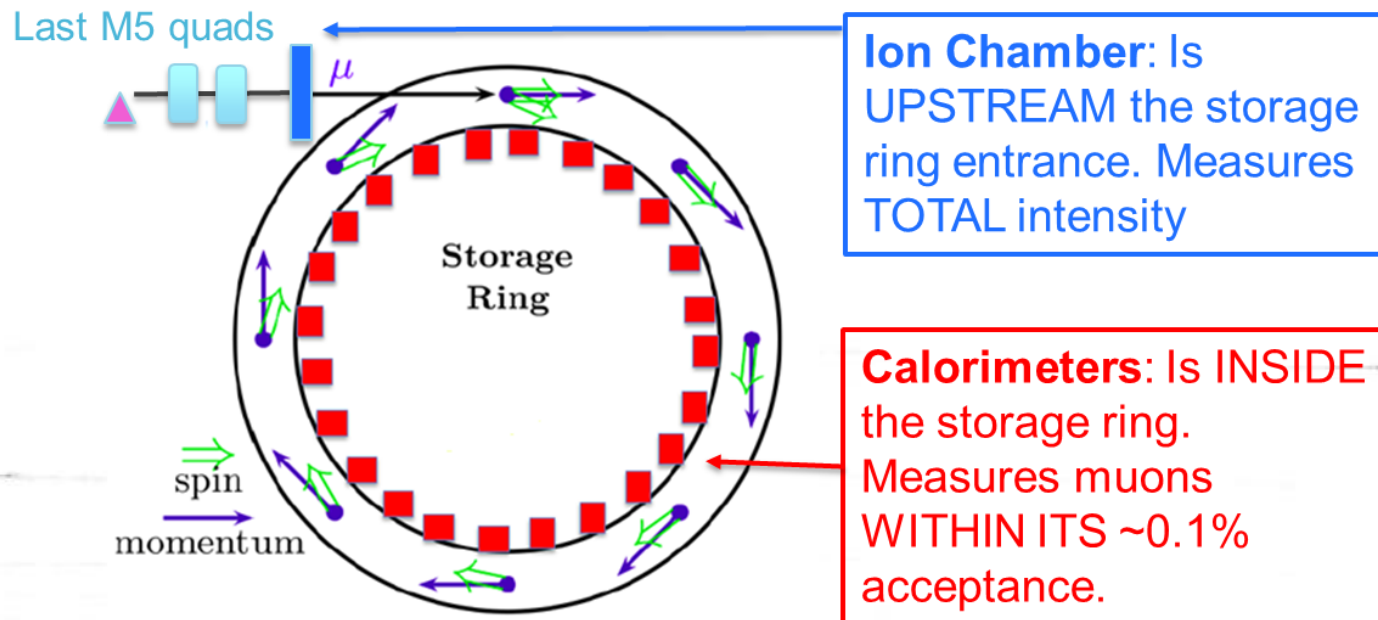 Last M5 quads
μ
Ion Chamber: Is
UPSTREAM the storage
ring entrance. Measures
TOTAL intensity
Storage
Ring
Calorimeters: Is INSIDE
the storage ring.
Measures muons
WITHIN ITS ~0.1%
acceptance.
spin
momentum